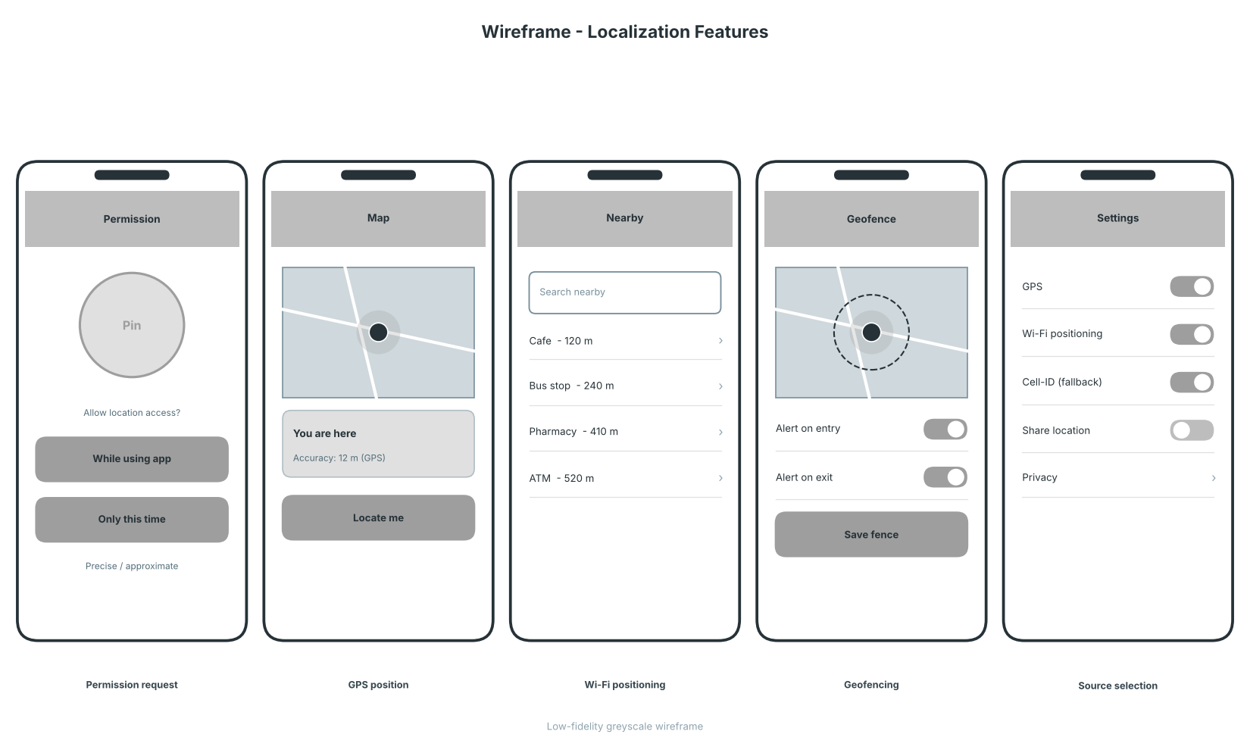 Wireframe - Localization Features
Permission
Pin
Allow location access?
While using app
Only this time
Precise / approximate
Permission request
Map
You are here
Accuracy: 12 m (GPS)
Locate me
GPS position
Nearby
Search nearby
Cafe - 120 m
Bus stop - 240 m
Pharmacy - 410 m
ATM - 520 m
Wi-Fi positioning
Geofence
Alert on entry
Alert on exit
Save fence
Geofencing
Settings
GPS
Wi-Fi positioning
Cell-ID (fallback)
Share location
Privacy
Source selection
Low-fidelity greyscale wireframe